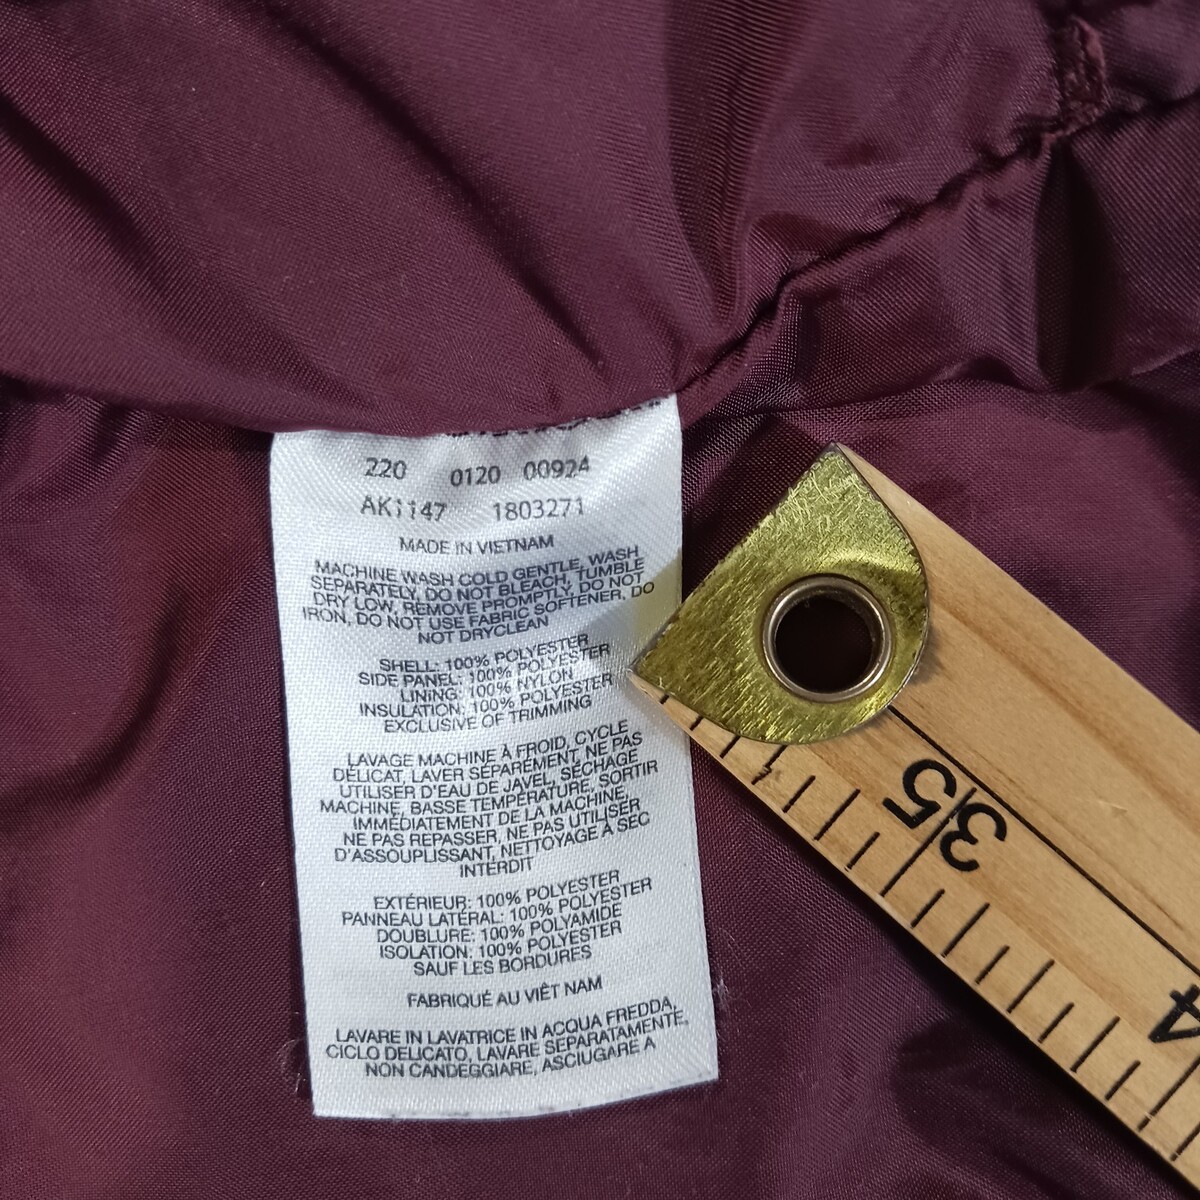 220 0120 00924
AK1147 1803271
MADE IN VIETNAM
MACHINE WASH COLD GENTLE, WASH
SEPARATELY, DO NOT BLEACH, TUMBLE
DRY LOW, REMOVE PROMPTLY, DO NOT
IRON, DO NOT USE FABRIC SOFTENER, DO
NOT DRYCLEAN
SHELL: 100% POLYESTER
SIDE PANEL: 100% POLYESTER
LINING: 100% NYLON
INSULATION: 100% POLYESTER
EXCLUSIVE OF TRIMMING
LAVAGE MACHINE À FROID, CYCLE
DÉLICAT, LAVER SÉPARÉMENT, NE PAS
UTILISER D'EAU DE JAVEL, SÉCHAGE
MACHINE, BASSE TEMPÉRATURE, SORTIR
IMMÉDIATEMENT DE LA MACHINE,
NE PAS REPASSER, NE PAS UTILISER
D'ASSOUPLISSANT, NETTOYAGE À SEC
INTERDIT
EXTÉRIEUR: 100% POLYESTER
PANNEAU LATÉRAL: 100% POLYESTER
DOUBLURE: 100% POLYAMIDE
ISOLATION: 100% POLYESTER
SAUF LES BORDURES
FABRIQUÉ AU VIÊT NAM
LAVARE IN LAVATRICE IN ACQUA FREDDA,
CICLO DELICATO, LAVARE SEPARATAMENTE,
NON CANDEGGIARE, ASCIUGARE A
35
4